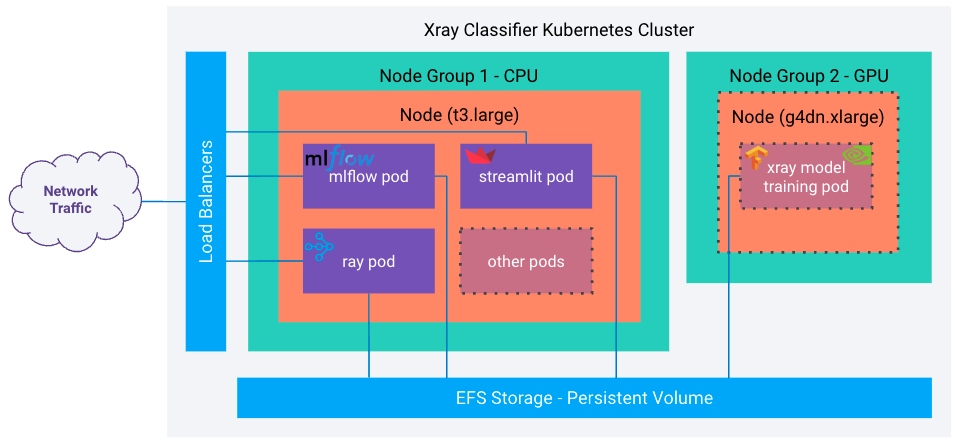 Xray Classifier Kubernetes Cluster
Network
Traffic
Load Balancers
Node Group 1 - CPU
Node (t3.large)
mlflow
mlflow pod
streamlit pod
ray pod
other pods
Node Group 2 - GPU
Node (g4dn.xlarge)
xray model
training pod
EFS Storage - Persistent Volume